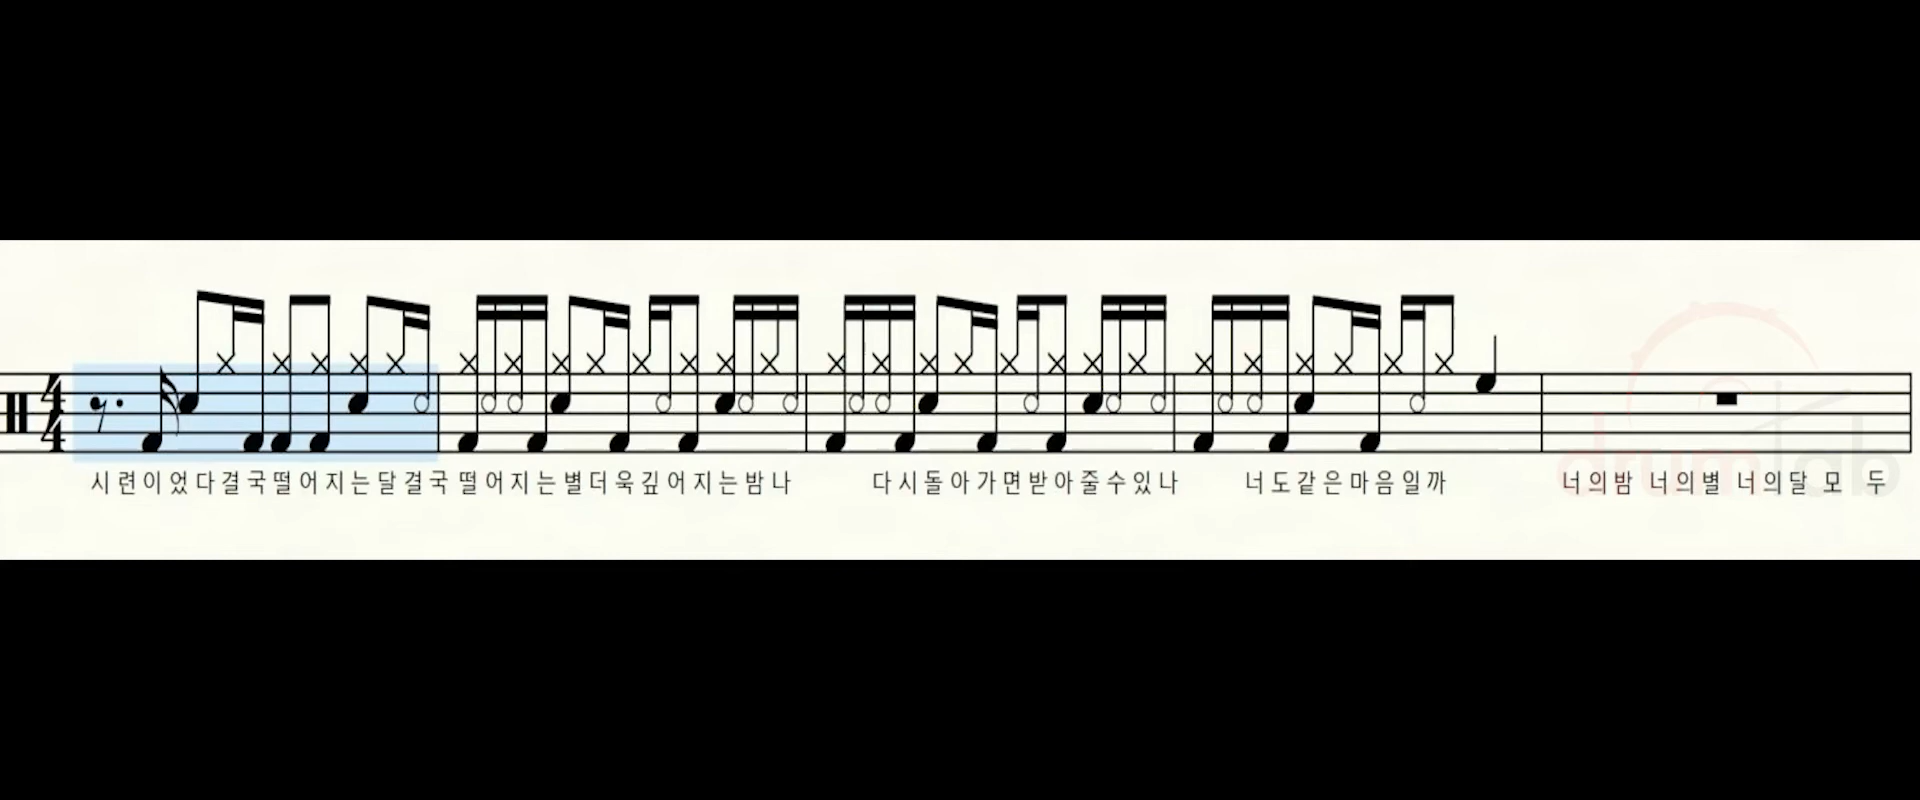 시련이었다결국떨어지는달결국 떨어지는별더욱깊어지는밤나 다시돌아가면받아줄수있나 너도같은마음일까 너의밤 너의별 너의달 모 두
drumlab